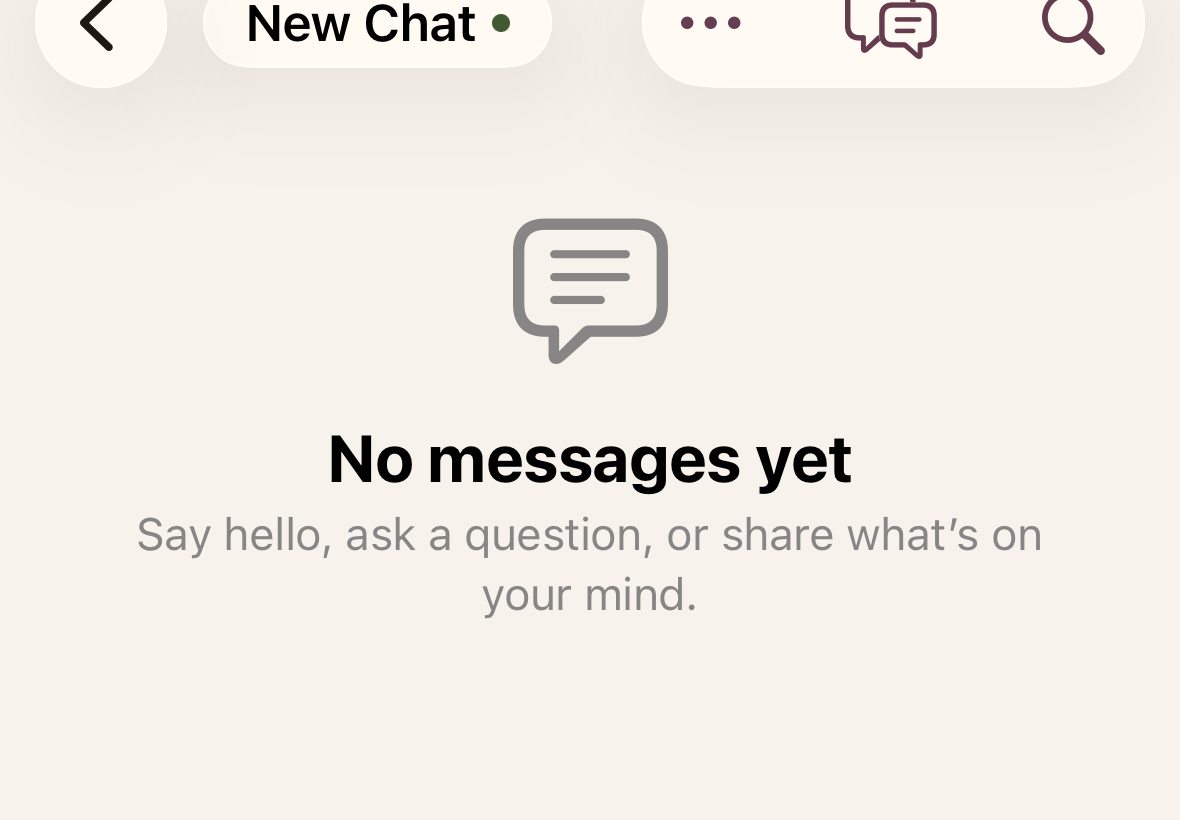 New Chat
No messages yet
Say hello, ask a question, or share what’s on
your mind.